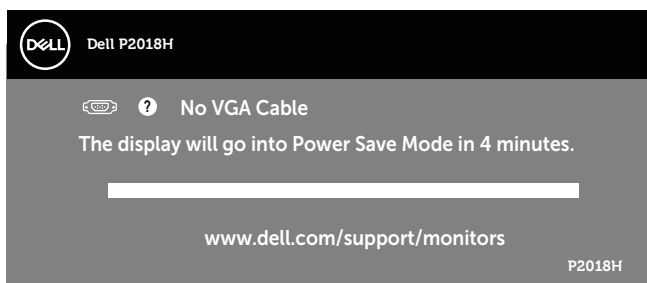 DELL
Dell P2018H
? No VGA Cable
The display will go into Power Save Mode in 4 minutes.
www.dell.com/support/monitors
P2018H